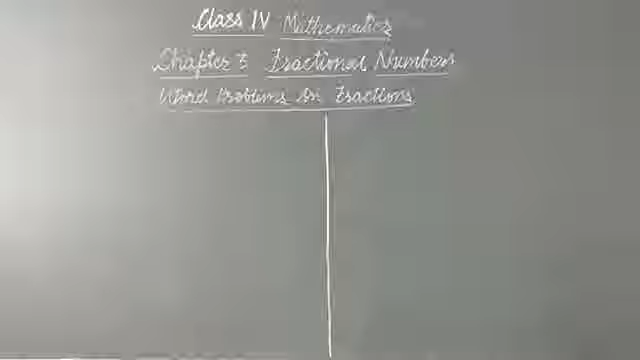 Class IV Mathematics
Chapter 3 Fractional Numbers
Word Problems on Fractions